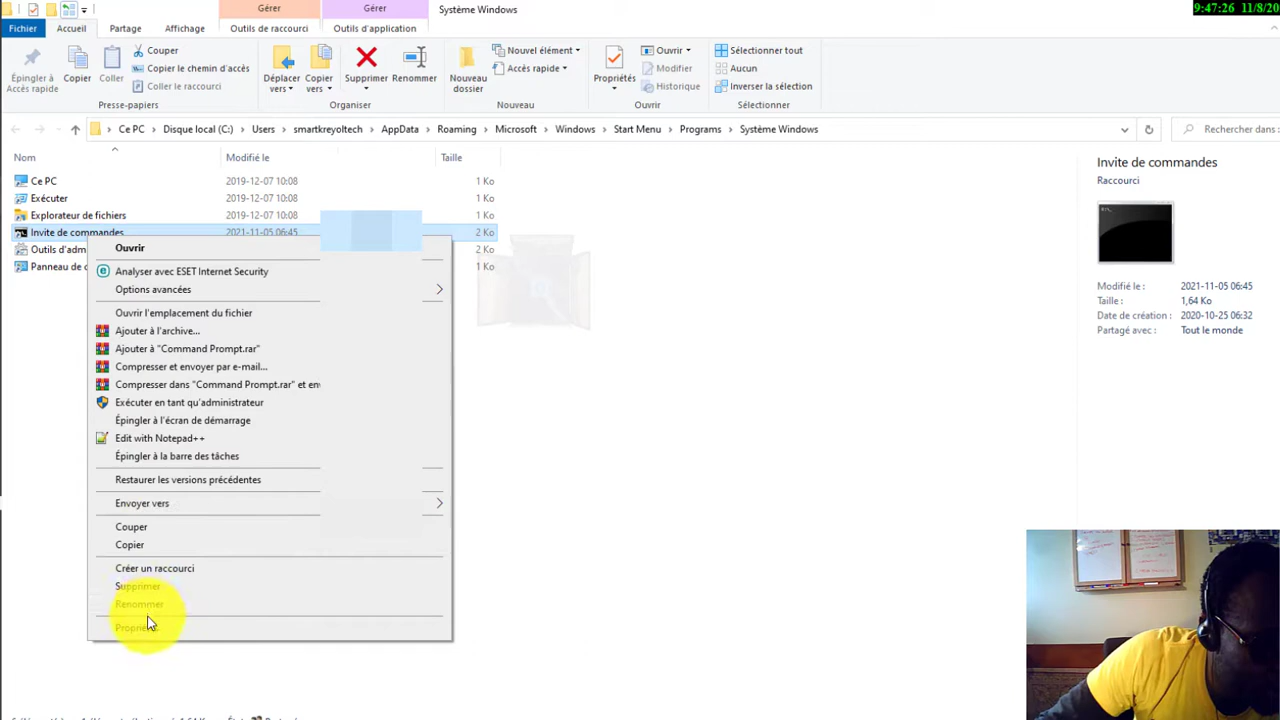 Gérer
Gérer
Système Windows
9:47:26 11/8/20
Fichier
Accueil
Partage
Affichage
Outils de raccourci
Outils d'application
Épingler à Accès rapide
Copier
Coller
Couper
Copier le chemin d'accès
Coller le raccourci
Presse-papiers
Déplacer vers
Copier vers
Supprimer
Renommer
Organiser
Nouveau dossier
Nouvel élément
Accès rapide
Nouveau
Propriétés
Ouvrir
Modifier
Historique
Ouvrir
Sélectionner tout
Aucun
Inverser la sélection
Sélectionner
Ce PC
Disque local (C:)
Users
smartkreyoltech
AppData
Roaming
Microsoft
Windows
Start Menu
Programs
Système Windows
Rechercher dans :
Nom
Modifié le
Taille
Ce PC 2019-12-07 10:08 1 Ko
Exécuter 2019-12-07 10:08 1 Ko
Explorateur de fichiers 2019-12-07 10:08 1 Ko
Invite de commandes 2021-11-05 06:45 2 Ko
Outils d'adm 2 Ko
Panneau de c 1 Ko
Ouvrir
Analyser avec ESET Internet Security
Options avancées
Ouvrir l'emplacement du fichier
Ajouter à l'archive...
Ajouter à "Command Prompt.rar"
Compresser et envoyer par e-mail...
Compresser dans "Command Prompt.rar" et en
Exécuter en tant qu'administrateur
Épingler à l'écran de démarrage
Edit with Notepad++
Épingler à la barre des tâches
Restaurer les versions précédentes
Envoyer vers
Couper
Copier
Créer un raccourci
Supprimer
Renommer
Invite de commandes
Raccourci
Modifié le : 2021-11-05 06:45
Taille : 1,64 Ko
Date de création : 2020-10-25 06:32
Partagé avec : Tout le monde